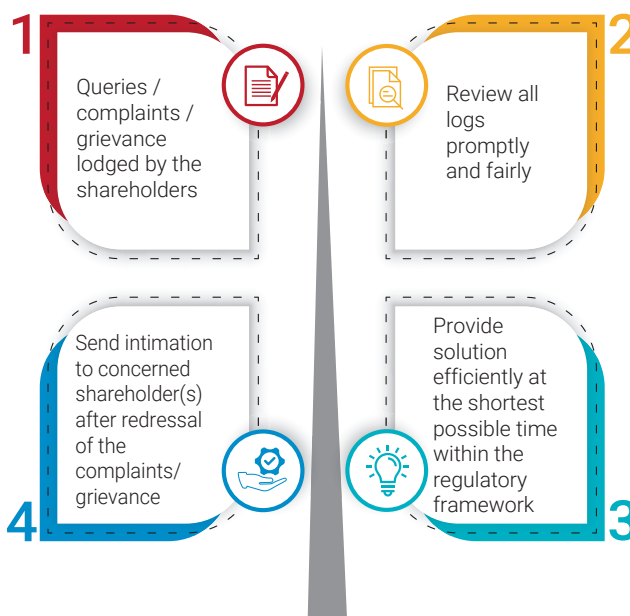 1
Queries /
complaints /
grievance
lodged by the
shareholders
2
Review all
logs
promptly
and fairly
3
Provide
solution
efficiently at
the shortest
possible time
within the
regulatory
framework
4
Send intimation
to concerned
shareholder(s)
after redressal
of the
complaints/
grievance